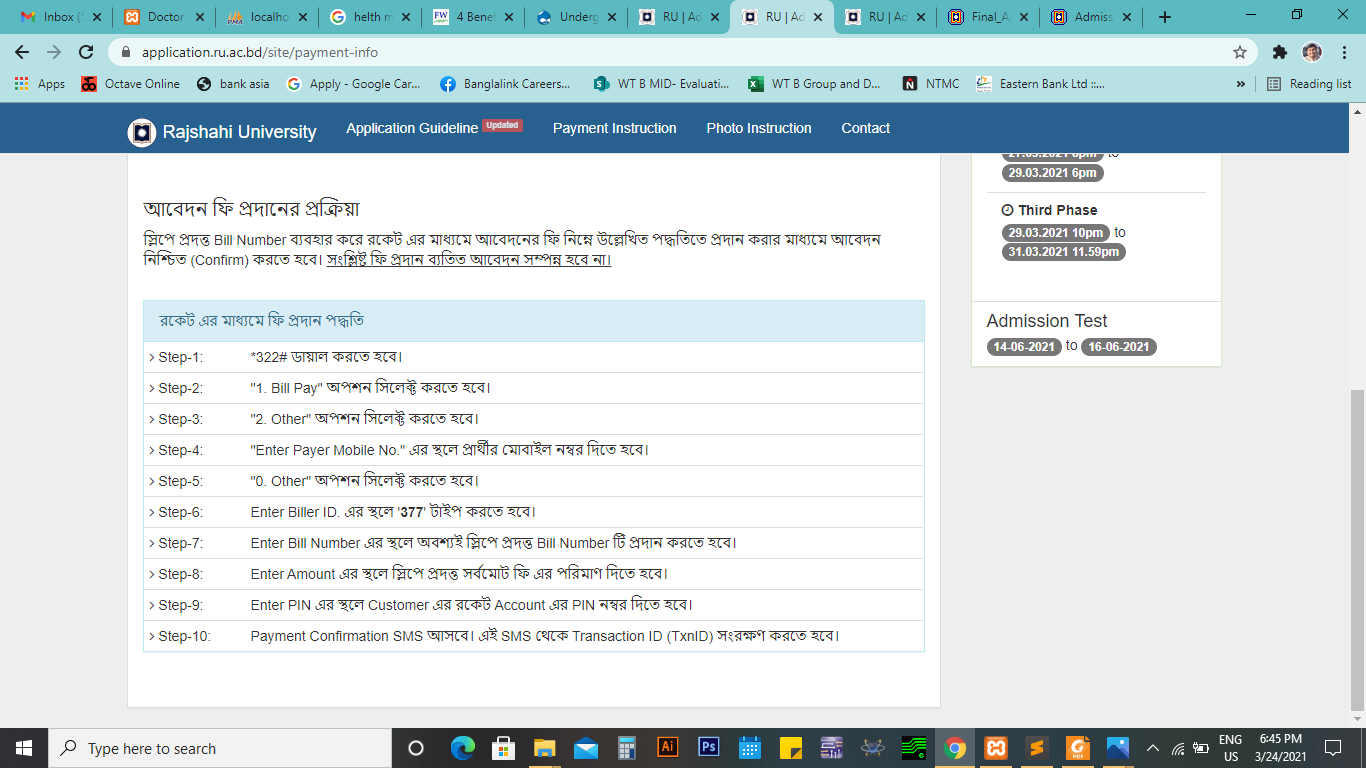 Inbox (
Doctor
localho
helth m
4 Benef
Underg
RU | Ad
RU | Ad
RU | Ad
Final_A
Admiss
application.ru.ac.bd/site/payment-info
Apps
Octave Online
bank asia
Apply - Google Car...
Banglalink Careers...
WT B MID- Evaluati...
WT B Group and D...
NTMC
Eastern Bank Ltd ::...
»
Reading list
Rajshahi University
Application Guideline Updated
Payment Instruction
Photo Instruction
Contact
আবেদন ফি প্রদানের প্রক্রিয়া
স্লিপে প্রদত্ত Bill Number ব্যবহার করে রকেট এর মাধ্যমে আবেদনের ফি নিম্নে উল্লেখিত পদ্ধতিতে প্রদান করার মাধ্যমে আবেদন
নিশ্চিত (Confirm) করতে হবে। সংশ্লিষ্ট ফি প্রদান ব্যতিত আবেদন সম্পন্ন হবে না।
রকেট এর মাধ্যমে ফি প্রদান পদ্ধতি
Step-1: *322# ডায়াল করতে হবে।
Step-2: "1. Bill Pay" অপশন সিলেক্ট করতে হবে।
Step-3: "2. Other" অপশন সিলেক্ট করতে হবে।
Step-4: "Enter Payer Mobile No." এর স্থলে প্রার্থীর মোবাইল নম্বর দিতে হবে।
Step-5: "0. Other" অপশন সিলেক্ট করতে হবে।
Step-6: Enter Biller ID. এর স্থলে '377' টাইপ করতে হবে।
Step-7: Enter Bill Number এর স্থলে অবশ্যই স্লিপে প্রদত্ত Bill Number টি প্রদান করতে হবে।
Step-8: Enter Amount এর স্থলে স্লিপে প্রদত্ত সর্বমোট ফি এর পরিমাণ দিতে হবে।
Step-9: Enter PIN এর স্থলে Customer এর রকেট Account এর PIN নম্বর দিতে হবে।
Step-10: Payment Confirmation SMS আসবে। এই SMS থেকে Transaction ID (TxnID) সংরক্ষণ করতে হবে।
to
29.03.2021 6pm
Third Phase
29.03.2021 10pm to
31.03.2021 11.59pm
Admission Test
14-06-2021 to 16-06-2021
Type here to search
ENG
US
6:45 PM
3/24/2021